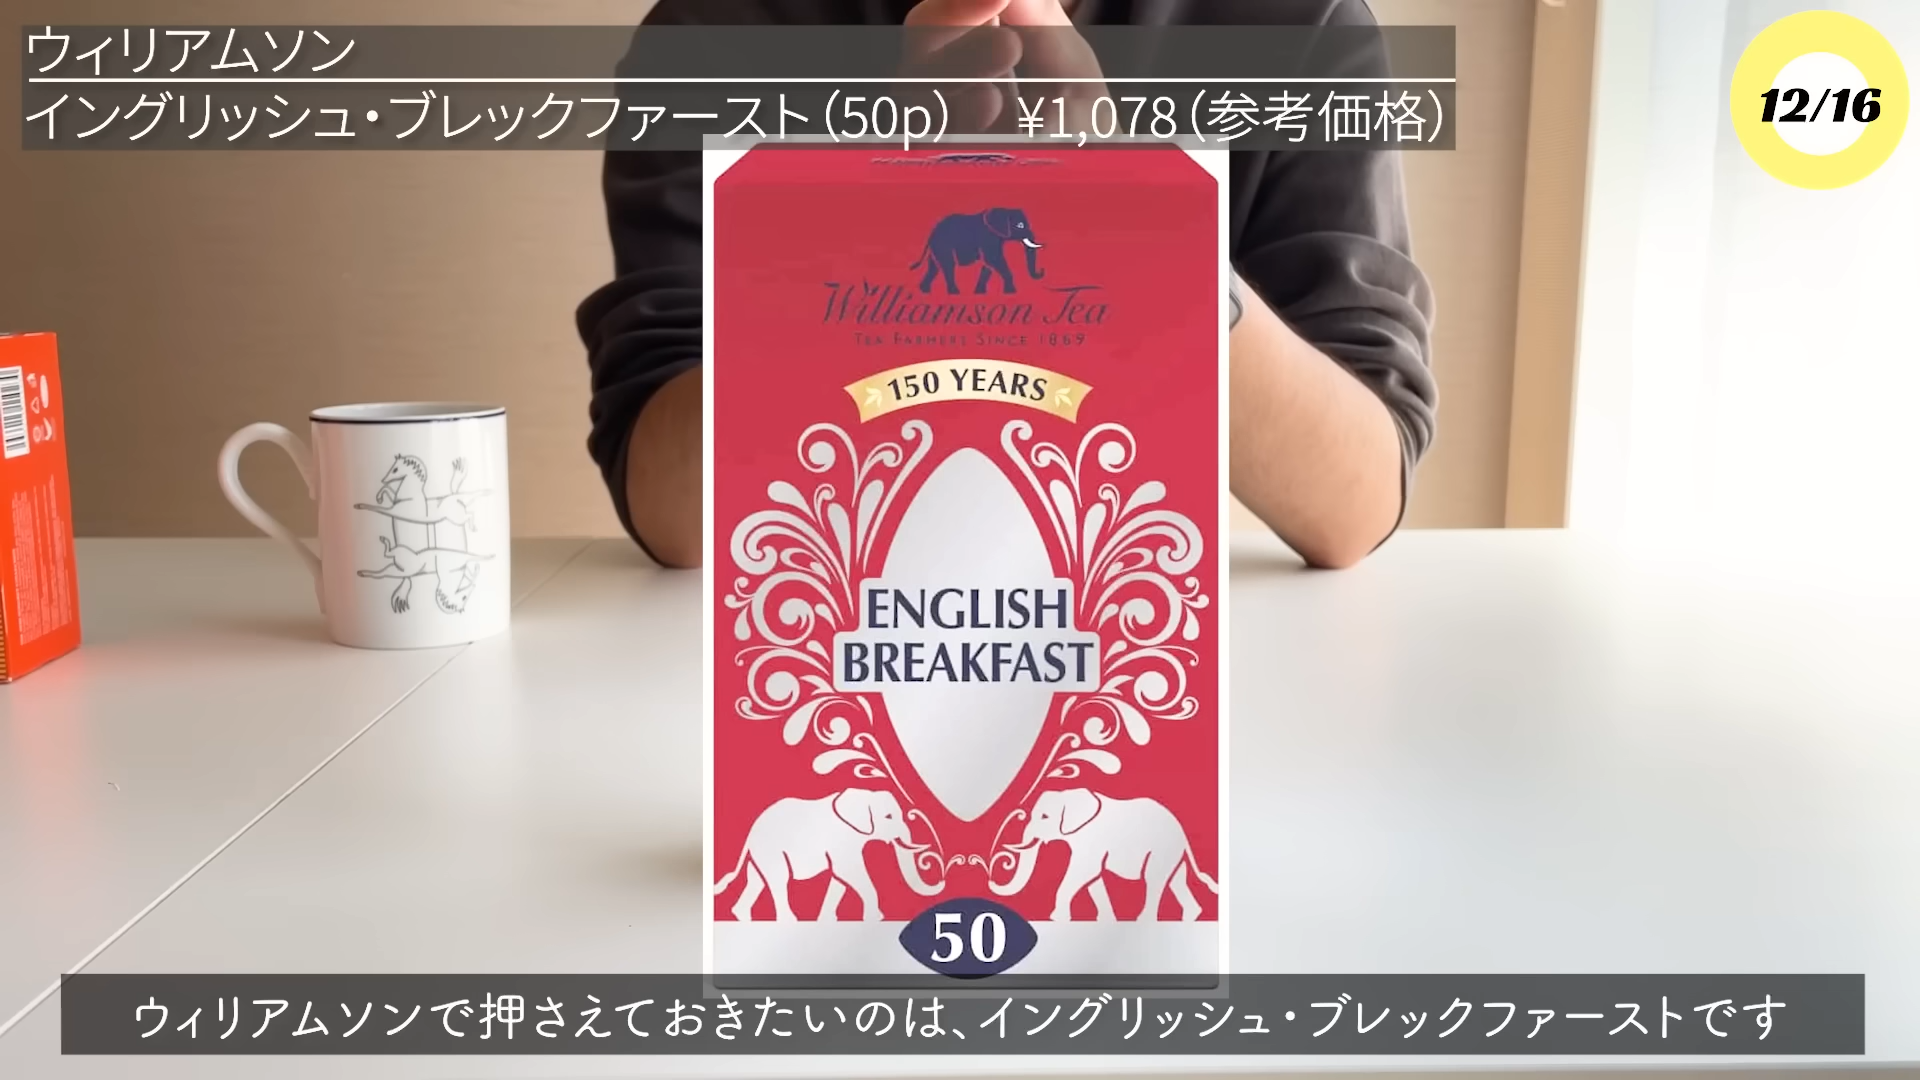 ウィリアムソン
イングリッシュ・ブレックファースト（50p）　¥1,078（参考価格）
12/16
Williamson Tea
TEA FARMERS SINCE 1869
150 YEARS
ENGLISH
BREAKFAST
50
ウィリアムソンで押さえておきたいのは、イングリッシュ・ブレックファーストです